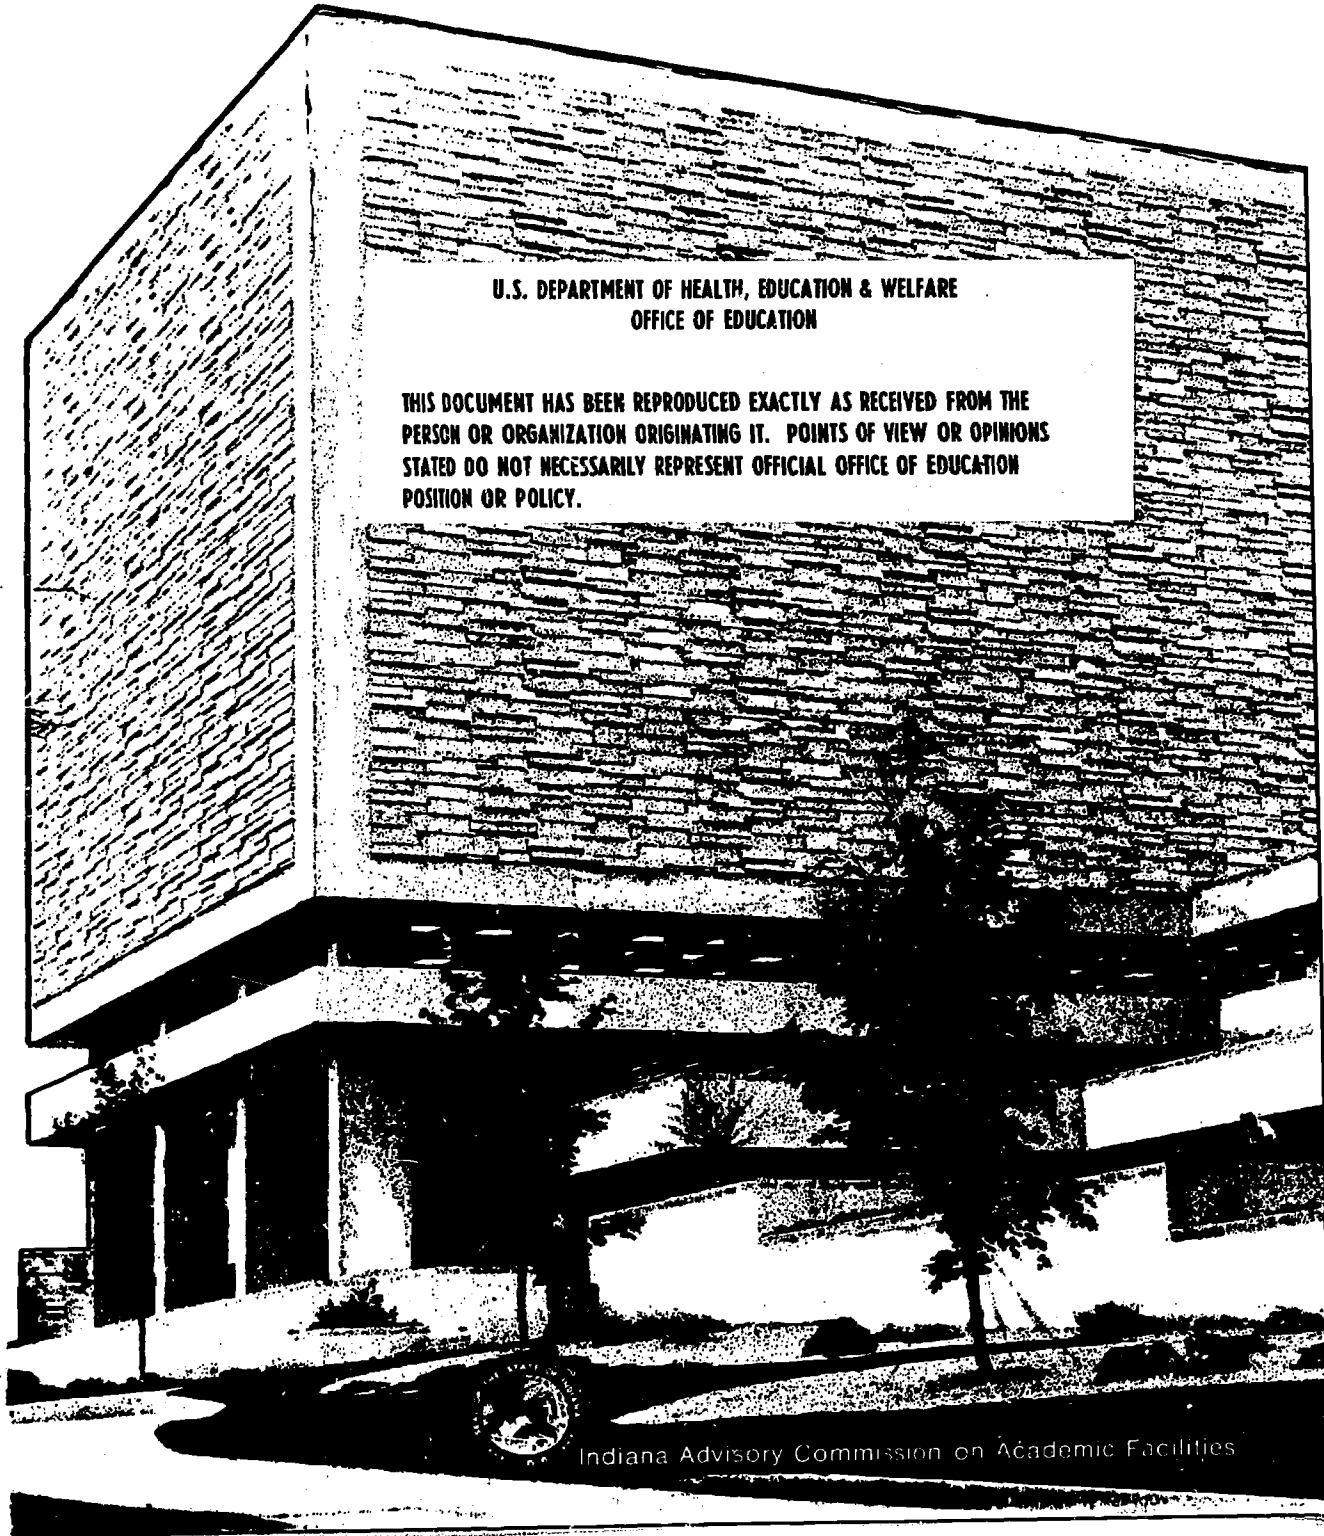 U.S. DEPARTMENT OF HEALTH, EDUCATION & WELFARE
OFFICE OF EDUCATION
THIS DOCUMENT HAS BEEN REPRODUCED EXACTLY AS RECEIVED FROM THE
PERSON OR ORGANIZATION ORIGINATING IT. POINTS OF VIEW OR OPINIONS
STATED DO NOT NECESSARILY REPRESENT OFFICIAL OFFICE OF EDUCATION
POSITION OR POLICY.
STATE
Indiana Advisory Commission on Academic Facilities